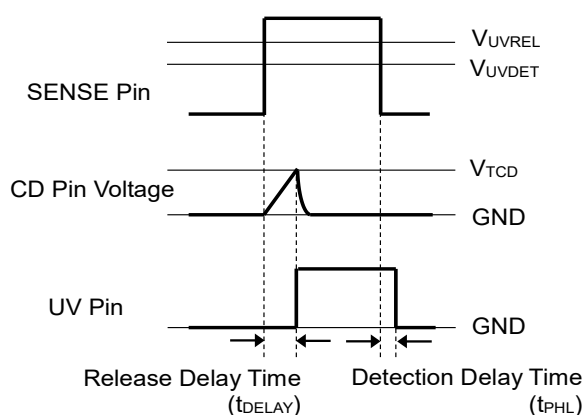 VUVREL
VUVDET
SENSE Pin
VTCD
CD Pin Voltage
GND
UV Pin
GND
Release Delay Time
(tDELAY)
Detection Delay Time
(tPHL)